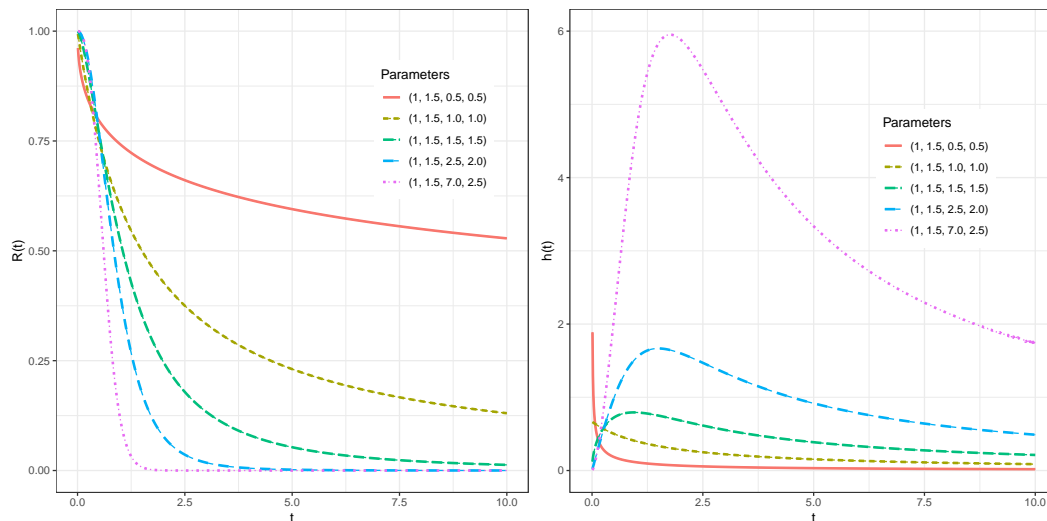 1.00
0.75
0.50
0.25
0.00
R(t)
0.0
2.5
5.0
7.5
10.0
t
Parameters
(1, 1.5, 0.5, 0.5)
(1, 1.5, 1.0, 1.0)
(1, 1.5, 1.5, 1.5)
(1, 1.5, 2.5, 2.0)
(1, 1.5, 7.0, 2.5)
6
4
2
0
h(t)
0.0
2.5
5.0
7.5
10.0
t
Parameters
(1, 1.5, 0.5, 0.5)
(1, 1.5, 1.0, 1.0)
(1, 1.5, 1.5, 1.5)
(1, 1.5, 2.5, 2.0)
(1, 1.5, 7.0, 2.5)